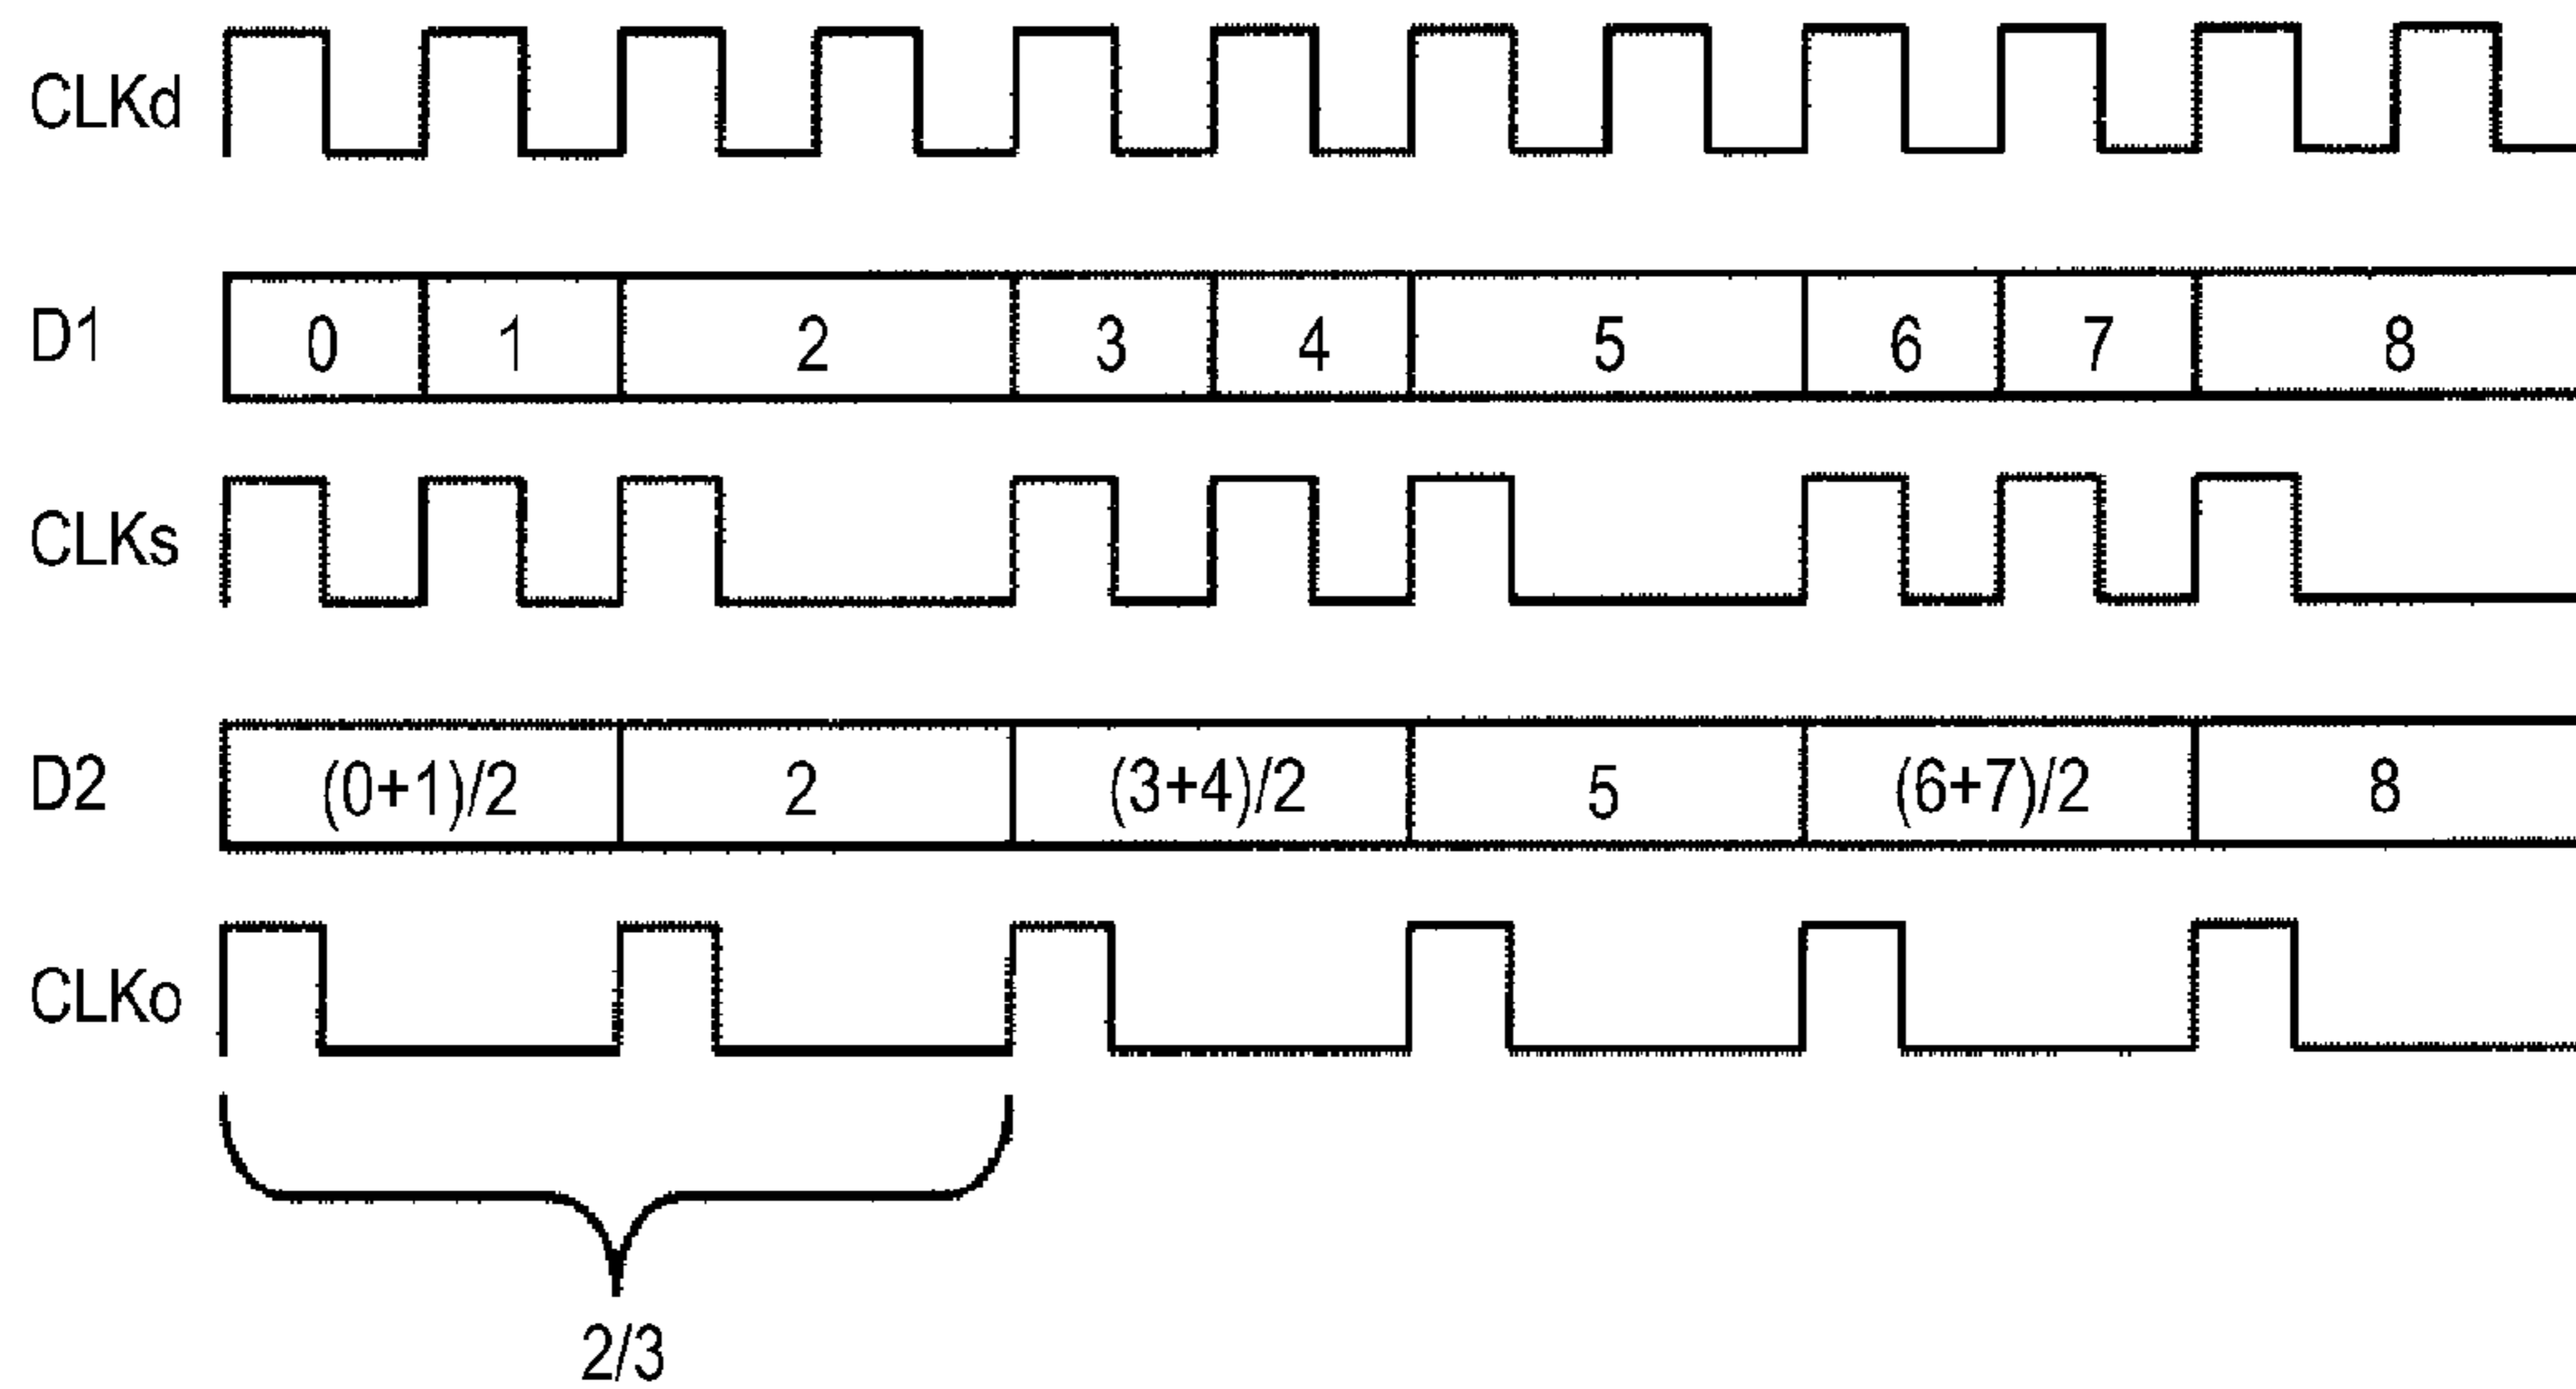 CLKd
D1 0 1 2 3 4 5 6 7 8
CLKs
D2 (0+1)/2 2 (3+4)/2 5 (6+7)/2 8
CLKo
2/3